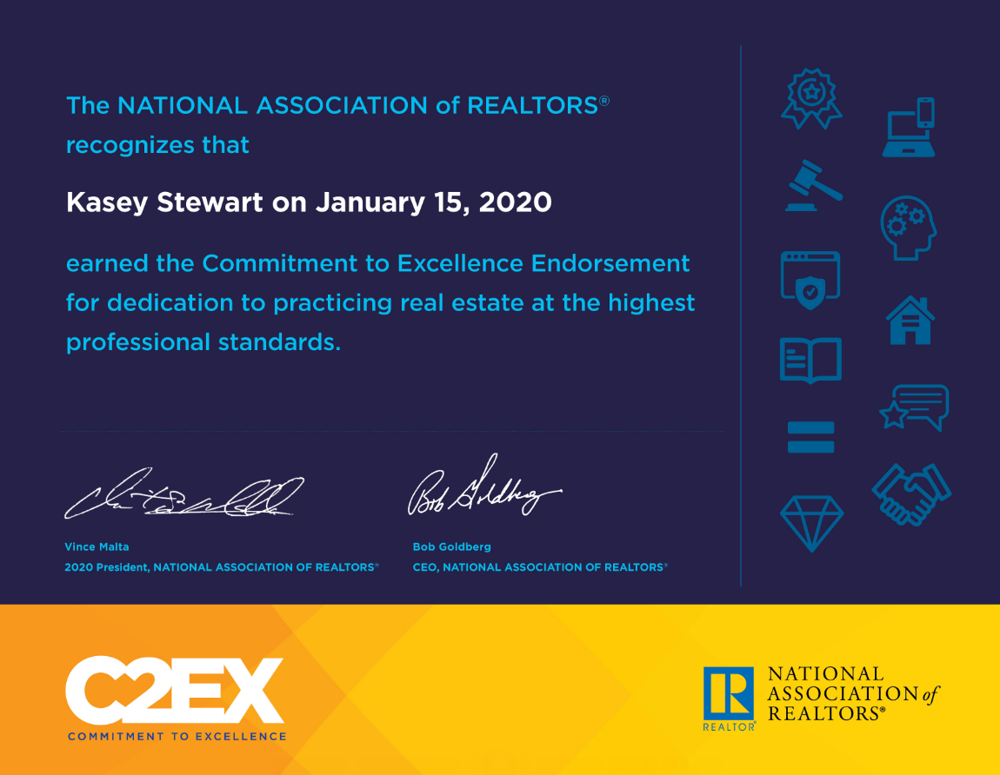 The NATIONAL ASSOCIATION of REALTORS®
recognizes that
Kasey Stewart on January 15, 2020
earned the Commitment to Excellence Endorsement
for dedication to practicing real estate at the highest
professional standards.
Bob Goldberg
Vince Malta
2020 President, NATIONAL ASSOCIATION OF REALTORS®
Bob Goldberg
CEO, NATIONAL ASSOCIATION OF REALTORS®
C2EX
COMMITMENT TO EXCELLENCE
R
REALTOR®
NATIONAL
ASSOCIATION of
REALTORS®